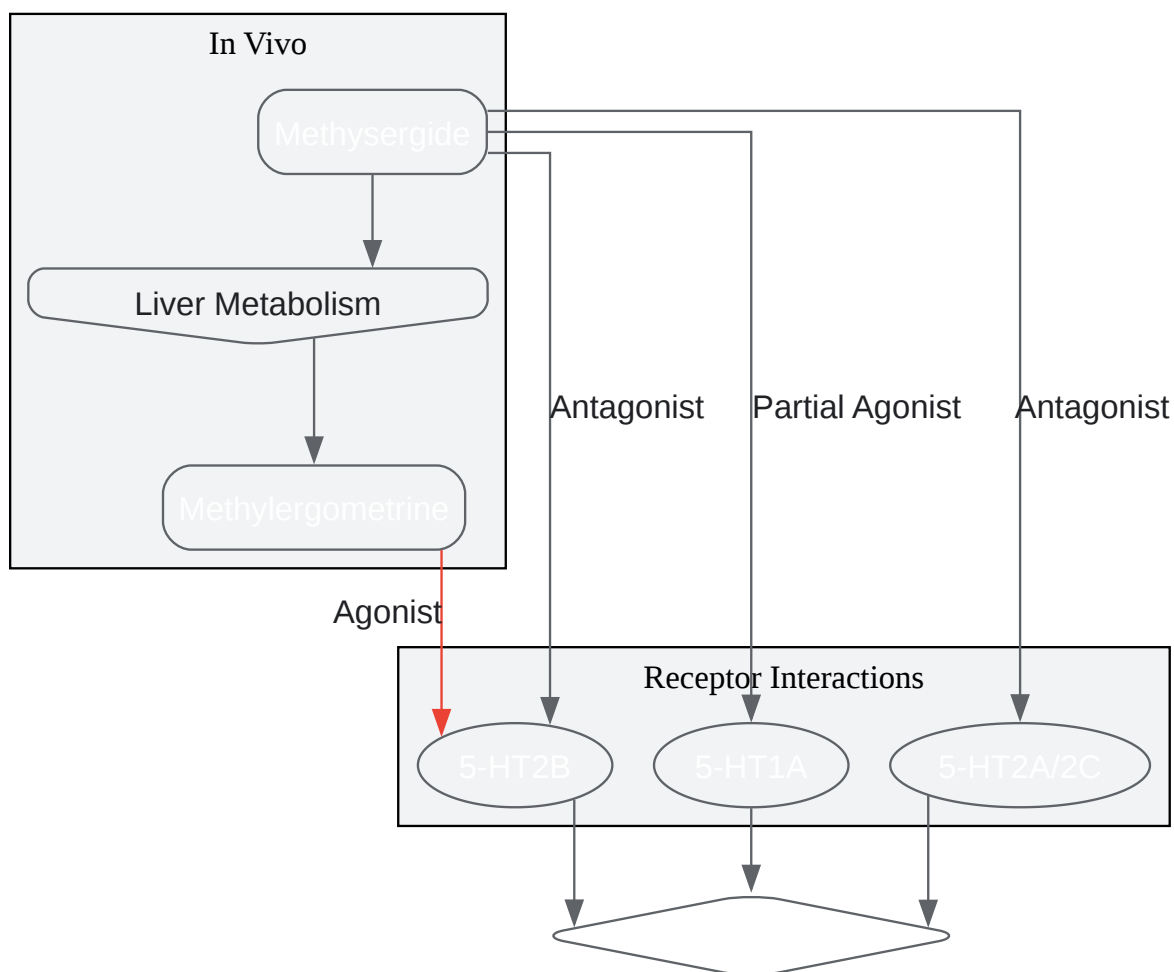 In Vivo
Methysergide
Liver Metabolism
Antagonist
Partial Agonist
Antagonist
Methylergometrine
Agonist
Receptor Interactions
5-HT2B
5-HT1A
5-HT2A/2C